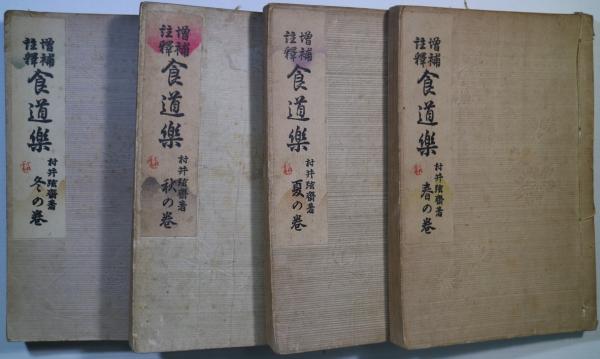 増補
註釋
食道樂
村井弦齋著
春の巻
増補
註釋
食道樂
村井弦齋著
夏の巻
増補
註釋
食道樂
村井弦齋著
秋の巻
増補
註釋
食道樂
村井弦齋著
冬の巻